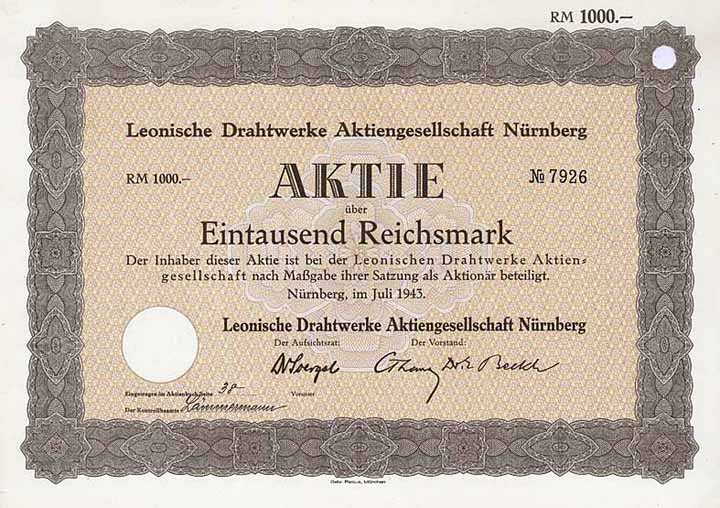 RM 1000.–
Leonische Drahtwerke Aktiengesellschaft Nürnberg
RM 1000.– AKTIE № 7926
über
Eintausend Reichsmark
Der Inhaber dieser Aktie ist bei der Leonischen Drahtwerke Aktien=
gesellschaft nach Maßgabe ihrer Satzung als Aktionär beteiligt.
Nürnberg, im Juli 1943.
Leonische Drahtwerke Aktiengesellschaft Nürnberg
Der Aufsichtsrat: Der Vorstand:
Eingetragen im Aktienbuch Seite 38 Vorsitzer
Der Kontrollbeamte Lämmermann